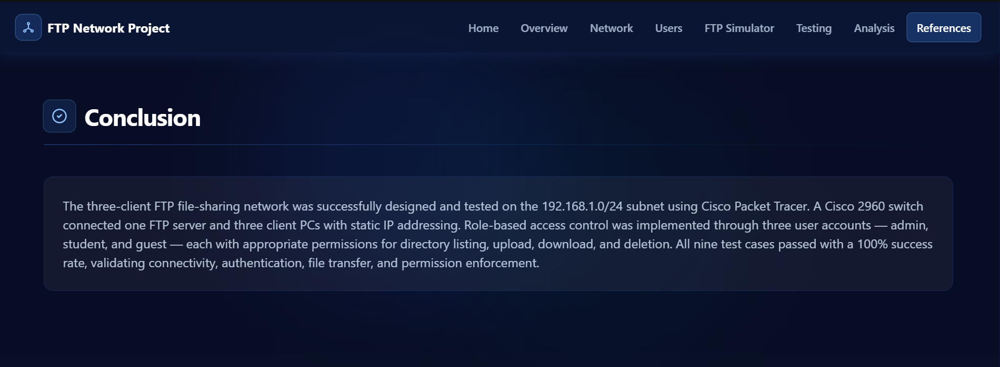 FTP Network Project
Home Overview Network Users FTP Simulator Testing Analysis References
Conclusion
The three-client FTP file-sharing network was successfully designed and tested on the 192.168.1.0/24 subnet using Cisco Packet Tracer. A Cisco 2960 switch
connected one FTP server and three client PCs with static IP addressing. Role-based access control was implemented through three user accounts — admin,
student, and guest — each with appropriate permissions for directory listing, upload, download, and deletion. All nine test cases passed with a 100% success
rate, validating connectivity, authentication, file transfer, and permission enforcement.